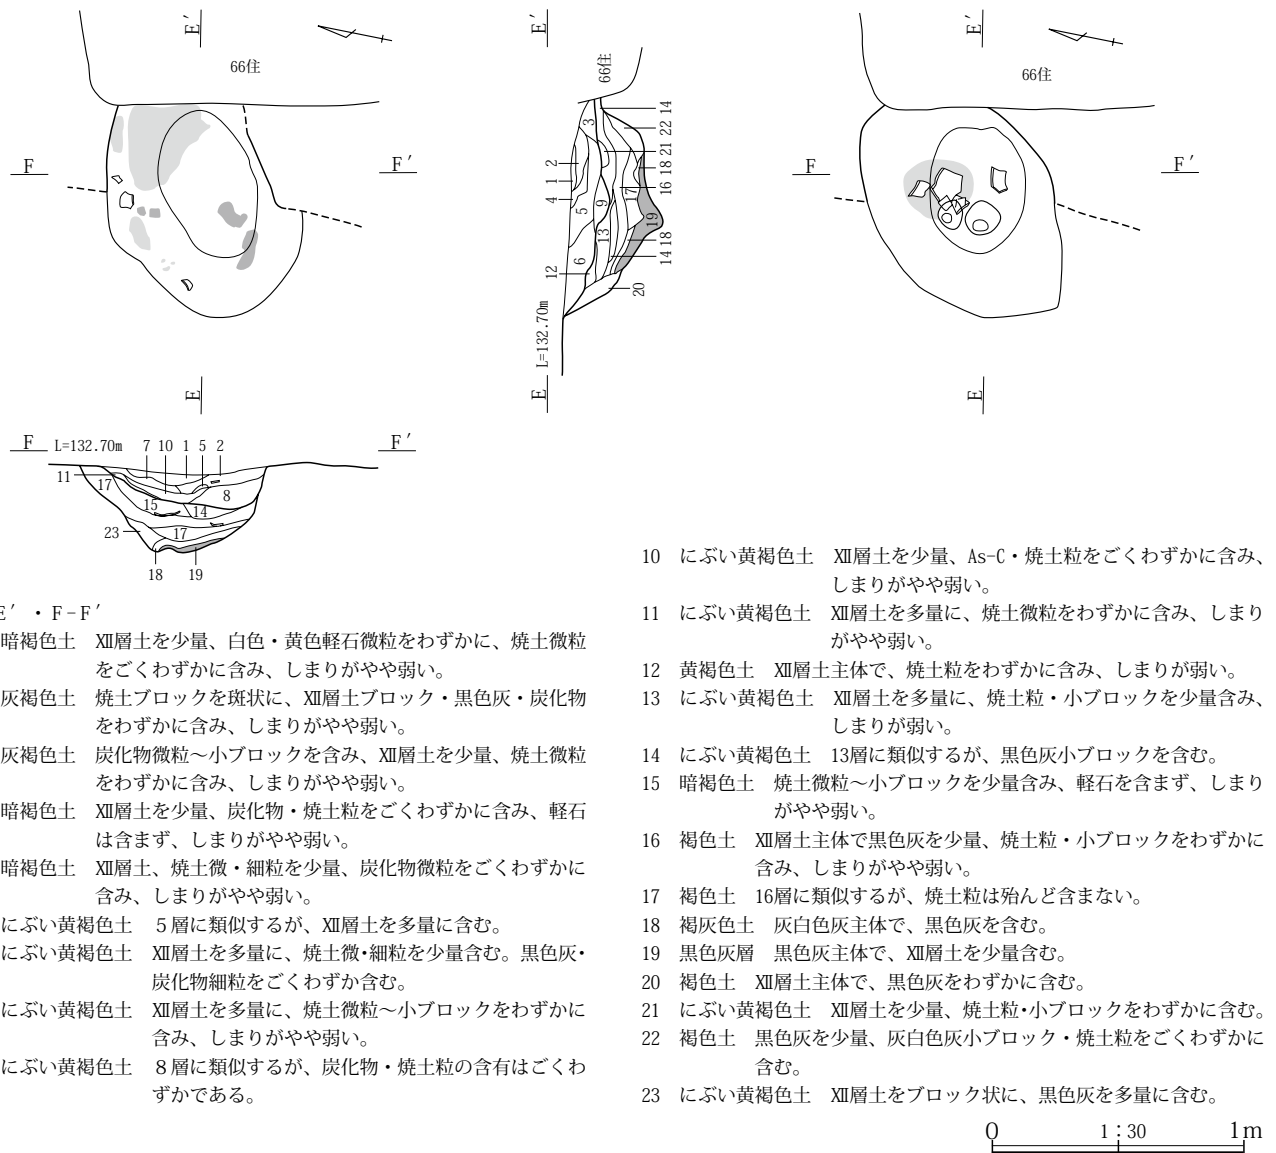 E′
66住
F
F′
E
E′
66住
14
22
21
18
16
3
2
1
4
5
9
17
19
13
18
14
6
12
20
L=132.70m
E
E′
66住
F
F′
E
F
L=132.70m
7 10 1 5 2
F′
11
17
8
15
14
23
17
18
19
E′・F-F′
暗褐色土 Ⅻ層土を少量、白色・黄色軽石微粒をわずかに、焼土微粒
をごくわずかに含み、しまりがやや弱い。
灰褐色土 焼土ブロックを斑状に、Ⅻ層土ブロック・黒色灰・炭化物
をわずかに含み、しまりがやや弱い。
灰褐色土 炭化物微粒～小ブロックを含み、Ⅻ層土を少量、焼土微粒
をわずかに含み、しまりがやや弱い。
暗褐色土 Ⅻ層土を少量、炭化物・焼土粒をごくわずかに含み、軽石
は含まず、しまりがやや弱い。
暗褐色土 Ⅻ層土、焼土微・細粒を少量、炭化物微粒をごくわずかに
含み、しまりがやや弱い。
にぶい黄褐色土 ５層に類似するが、Ⅻ層土を多量に含む。
にぶい黄褐色土 Ⅻ層土を多量に、焼土微・細粒を少量含む。黒色灰・
炭化物細粒をごくわずか含む。
にぶい黄褐色土 Ⅻ層土を多量に、焼土微粒～小ブロックをわずかに
含み、しまりがやや弱い。
にぶい黄褐色土 ８層に類似するが、炭化物・焼土粒の含有はごくわ
ずかである。
10 にぶい黄褐色土 Ⅻ層土を少量、As-C・焼土粒をごくわずかに含み、
しまりがやや弱い。
11 にぶい黄褐色土 Ⅻ層土を多量に、焼土微粒をわずかに含み、しまり
がやや弱い。
12 黄褐色土 Ⅻ層土主体で、焼土粒をわずかに含み、しまりが弱い。
13 にぶい黄褐色土 Ⅻ層土を多量に、焼土粒・小ブロックを少量含み、
しまりが弱い。
14 にぶい黄褐色土 13層に類似するが、黒色灰小ブロックを含む。
15 暗褐色土 焼土微粒～小ブロックを少量含み、軽石を含まず、しまり
がやや弱い。
16 褐色土 Ⅻ層土主体で黒色灰を少量、焼土粒・小ブロックをわずかに
含み、しまりがやや弱い。
17 褐色土 16層に類似するが、焼土粒は殆んど含まない。
18 褐灰色土 灰白色灰主体で、黒色灰を含む。
19 黒色灰層 黒色灰主体で、Ⅻ層土を少量含む。
20 褐色土 Ⅻ層土主体で、黒色灰をわずかに含む。
21 にぶい黄褐色土 Ⅻ層土を少量、焼土粒・小ブロックをわずかに含む。
22 褐色土 黒色灰を少量、灰白色灰小ブロック・焼土粒をごくわずかに
含む。
23 にぶい黄褐色土 Ⅻ層土をブロック状に、黒色灰を多量に含む。
0 1：30 1m